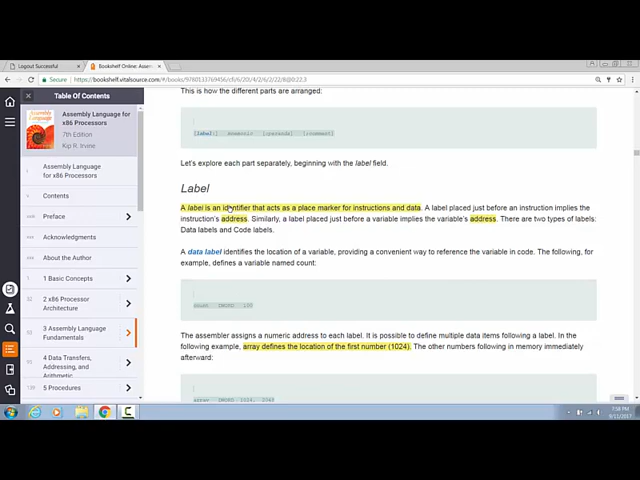 Logout Successful
Bookshelf Online: Assem
Secure
https://bookshelf.vitalsource.com/#/books/9780133769456/cfi/6/20!/4/2/6/2/22/8@0:22.3
Table Of Contents
Assembly Language for x86 Processors
7th Edition
Kip R. Irvine
Assembly Language
for x86 Processors
Contents
Preface
Acknowledgments
About the Author
1 Basic Concepts
2 x86 Processor
Architecture
3 Assembly Language
Fundamentals
4 Data Transfers,
Addressing, and
Arithmetic
5 Procedures
This is how the different parts are arranged:
[label:] mnemonic [operands] [;comment]
Let's explore each part separately, beginning with the label field.
Label
A label is an identifier that acts as a place marker for instructions and data. A label placed just before an instruction implies the
instruction's address. Similarly, a label placed just before a variable implies the variable's address. There are two types of labels:
Data labels and Code labels.
A data label identifies the location of a variable, providing a convenient way to reference the variable in code. The following, for
example, defines a variable named count:
count DWORD 100
The assembler assigns a numeric address to each label. It is possible to define multiple data items following a label. In the
following example, array defines the location of the first number (1024). The other numbers following in memory immediately
afterward:
array DWORD 1024, 2048
7:58 PM
9/11/2017